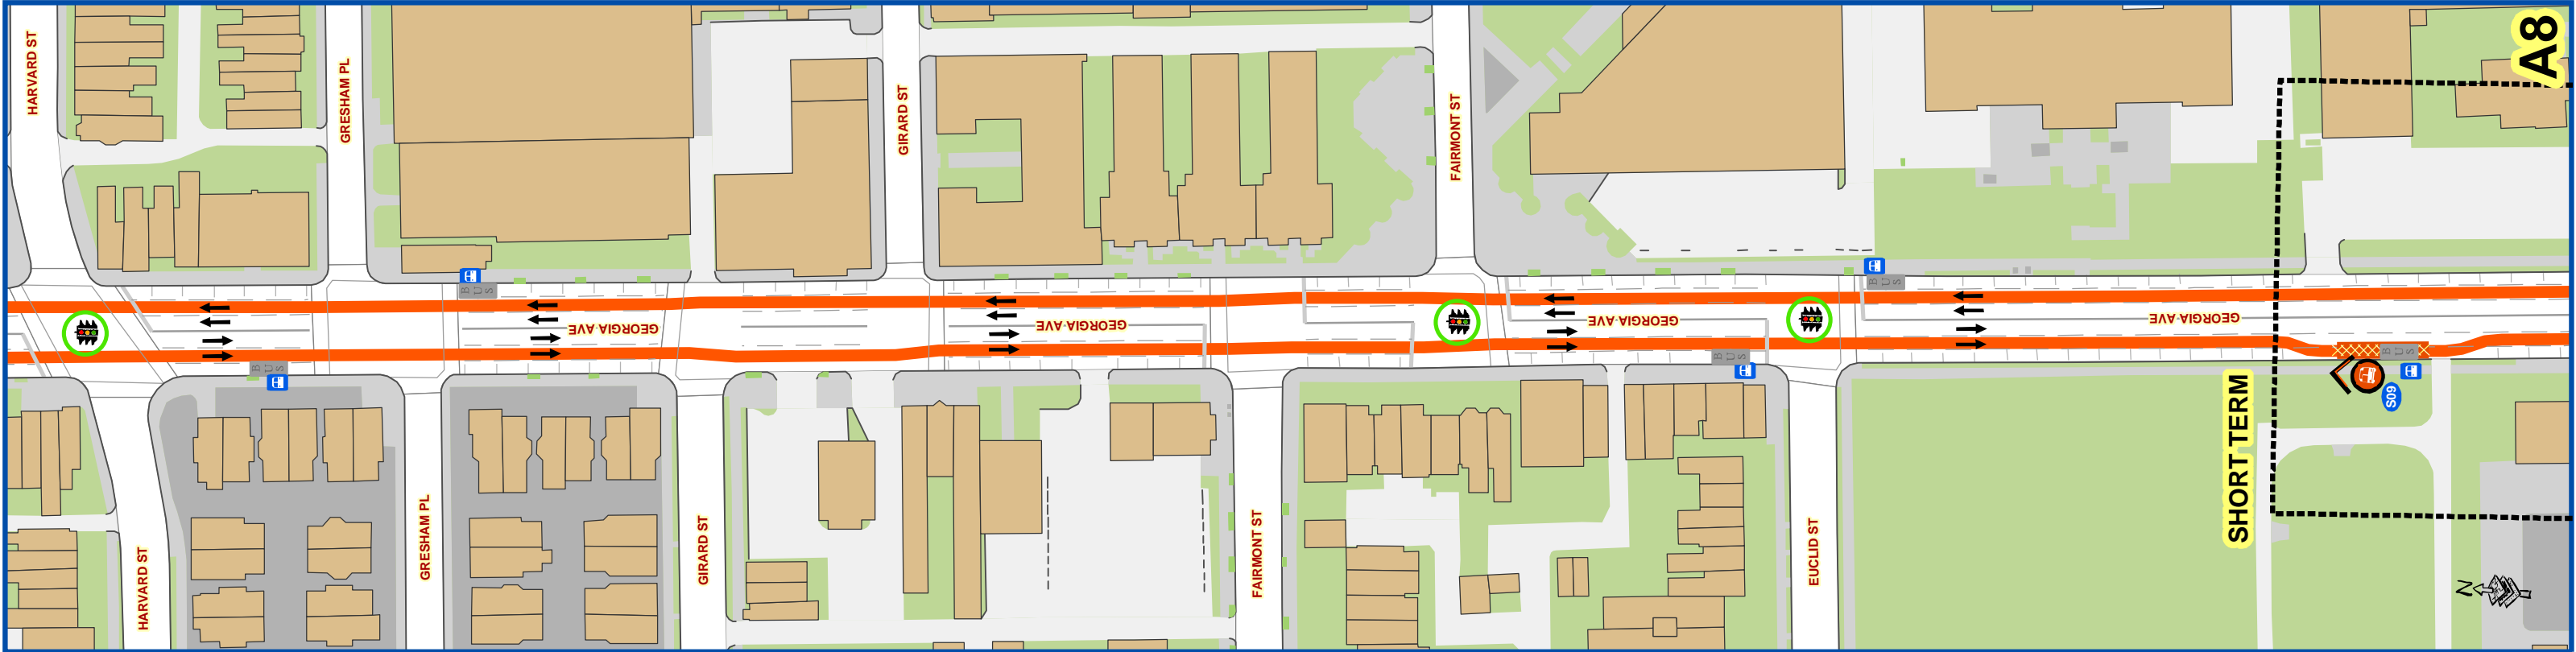 HARVARD ST
GRESHAM PL
GIRARD ST
FAIRMONT ST
A8
BUS
BUS
GEORGIA AVE
GEORGIA AVE
GEORGIA AVE
GEORGIA AVE
BUS
BUS
BUS
S09
SHORT TERM
HARVARD ST
GRESHAM PL
GIRARD ST
FAIRMONT ST
EUCLID ST
N